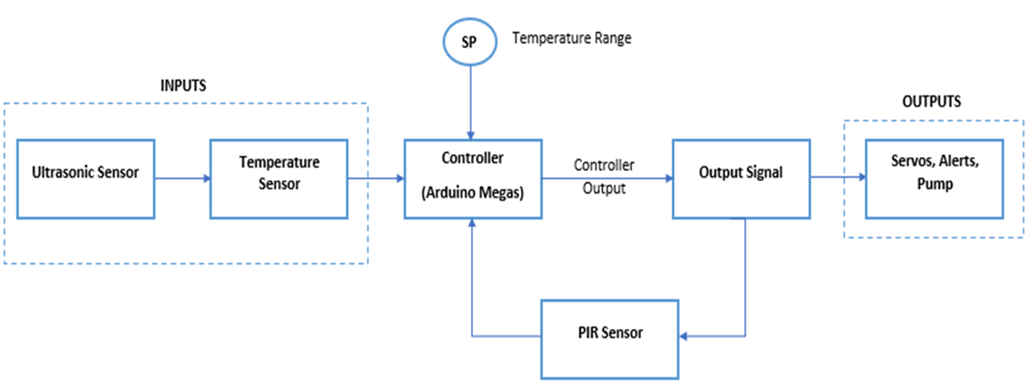 SP
Temperature Range
INPUTS
OUTPUTS
Ultrasonic Sensor
Temperature
Sensor
Controller
(Arduino Megas)
Controller
Output
Output Signal
Servos, Alerts,
Pump
PIR Sensor